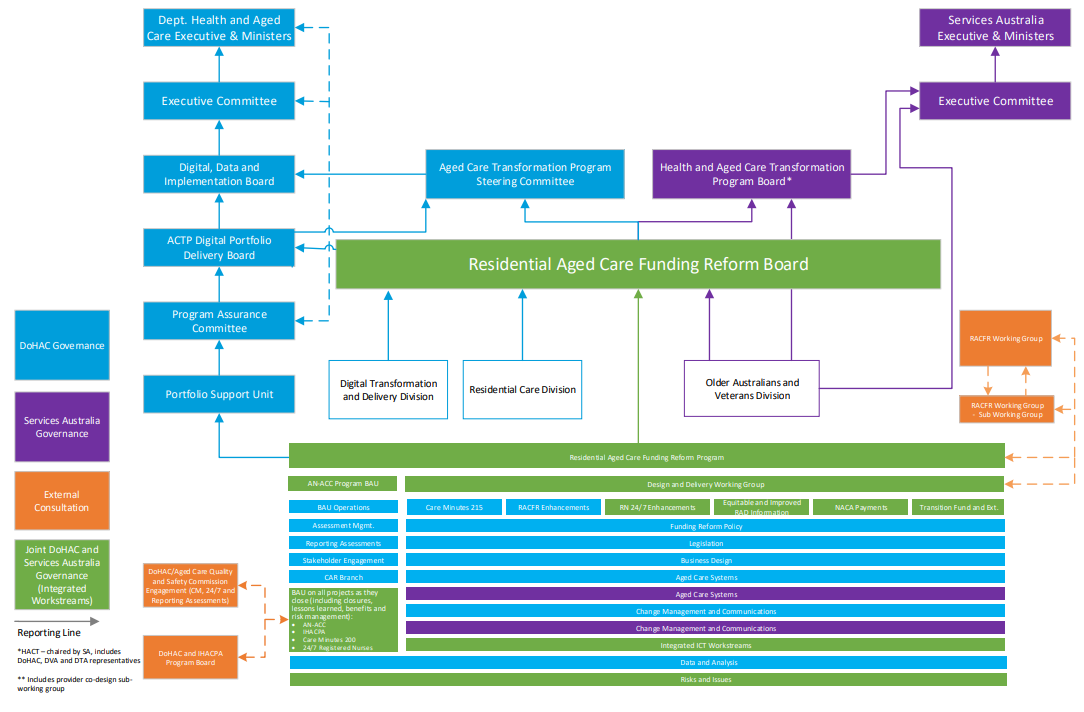 Dept. Health and Aged
Care Executive & Ministers
Services Australia
Executive & Ministers
Executive Committee
Executive Committee
Digital, Data and
Implementation Board
Aged Care Transformation Program
Steering Committee
Health and Aged Care Transformation
Program Board*
ACTP Digital Portfolio
Delivery Board
Residential Aged Care Funding Reform Board
Program Assurance
Committee
DoHAC Governance
RACFR Working Group
Digital Transformation
and Delivery Division
Residential Care Division
Older Australians and
Veterans Division
Portfolio Support Unit
RACFR Working Group
- Sub Working Group
Services Australia
Governance
Residential Aged Care Funding Reform Program
External
Consultation
AN-ACC Program BAU
Design and Delivery Working Group
BAU Operations
Care Minutes 215
RACFR Enhancements
RN 24/7 Enhancements
Equitable and Improved
RAD Information
NACA Payments
Transition Fund and Ext.
Assessment Mgmt.
Funding Reform Policy
Reporting Assessments
Legislation
Stakeholder Engagement
Business Design
CAR Branch
Aged Care Systems
Joint DoHAC and
Services Australia
Governance
(Integrated
Workstreams)
DoHAC/Aged Care Quality
and Safety Commission
Engagement (CM, 24/7 and
Reporting Assessments)
BAU on all projects as they
close (including closures,
lessons learned, benefits and
risk management):
• AN-ACC
• IHACPA
• Care Minutes 200
• 24/7 Registered Nurses
Aged Care Systems
Change Management and Communications
Change Management and Communications
Integrated ICT Workstreams
Data and Analysis
Risks and Issues
Reporting Line
DoHAC and IHACPA
Program Board
*HACT – chaired by SA, includes
DoHAC, DVA and DTA representatives
** Includes provider co-design sub-
working group